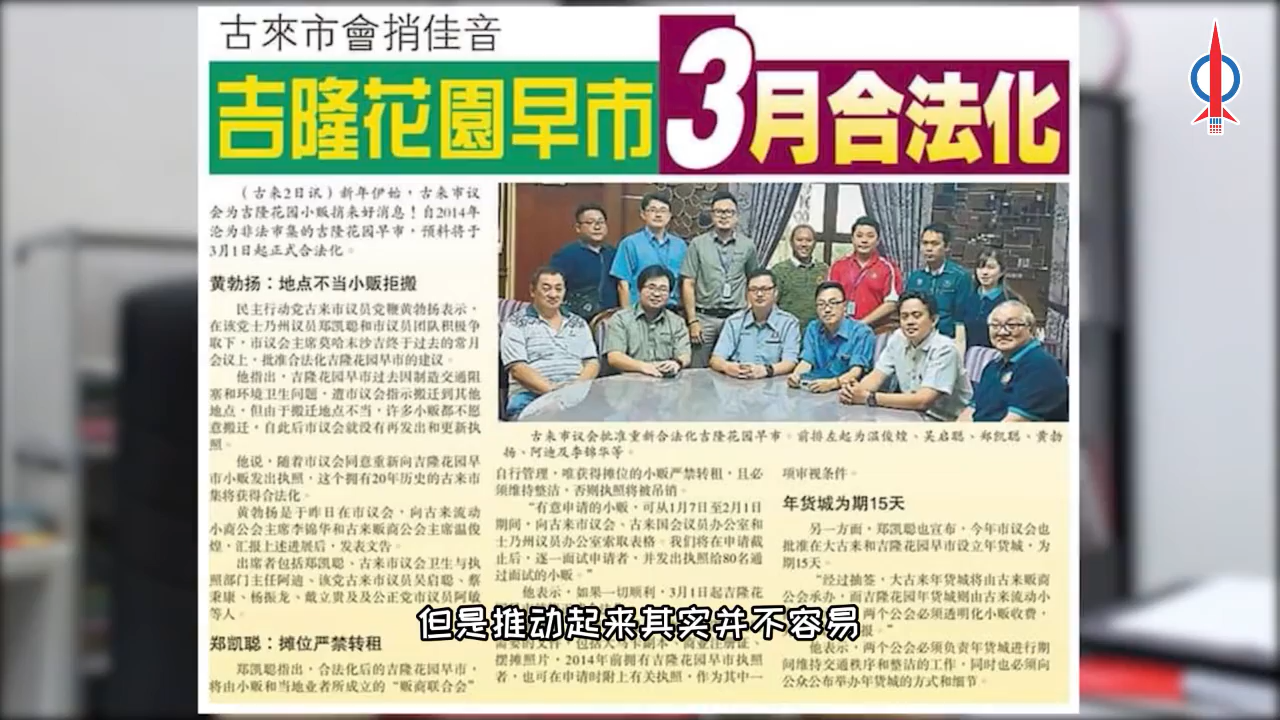 古來市會捎佳音
吉隆花園早市3月合法化
（古来2日讯）新年伊始，古来市议
会为吉隆花园小贩捎来好消息！自2014年
沦为非法市集的吉隆花园早市，预料将于
3月1日起正式合法化。
黄勃扬：地点不当小贩拒搬
民主行动党古来市议员党鞭黄勃扬表示，
在该党士乃州议员郑凯聪和市议员团队积极争
取下，市议会主席莫哈末沙吉终于过去的常月
会议上，批准合法化吉隆花园早市的建议。
他指出，吉隆花园早市过去因制造交通阻
塞和环境卫生问题，遭市议会指示搬迁到其他
地点，但由于搬迁地点不当，许多小贩都不愿
意搬迁，自此后市议会就没有再发出和更新执
照。
他说，随着市议会同意重新向吉隆花园早
市小贩发出执照，这个拥有20年历史的古来市
集将获得合法化。
黄勃扬是于昨日在市议会，向古来流动
小商公会主席李锦华和古来贩商公会主席温俊
煌，汇报上述进展后，发表文告。
出席者包括郑凯聪、古来市议会卫生与执
照部门主任阿迪、该党古来市议员吴启聪、蔡
秉康、杨振龙、戴立贲及及公正党市议员阿敏
等人。
郑凯聪：摊位严禁转租
郑凯聪指出，合法化后的吉隆花园早市，
将由小贩和当地业者所成立的“贩商联合会”
古来市议会批准重新合法化吉隆花园早市。前排左起为温俊煌、吴启聪、郑凯聪、黄勃
扬、阿迪及李锦华等。
自行管理，唯获得摊位的小贩严禁转租，且必
须维持整洁，否则执照将被吊销。
“有意申请的小贩，可从1月7日至2月1日
期间，向古来市议会、古来国会议员办公室和
士乃州议员办公室索取表格。我们将在申请截
止后，逐一面试申请者，并发出执照给80名通
过面试的小贩。”
他表示，如果一切顺利，3月1日起吉隆花
需要的文件，包括大马卡副本、商业注册证、
摆摊照片，2014年前拥有吉隆花园早市执照
者，也可在申请时附上有关执照，作为其中一
项审视条件。
年货城为期15天
另一方面，郑凯聪也宣布，今年市议会也
批准在大古来和吉隆花园早市设立年货城，为
期15天。
“经过抽签，大古来年货城将由古来贩商
公会承办，而吉隆花园年货城则由古来流动小
两个公会必须透明化小贩收费，
报。”
他表示，两个公会必须负责年货城进行期
间维持交通秩序和整洁的工作，同时也必须向
公众公布举办年货城的方式和细节。
但是推动起来其实并不容易